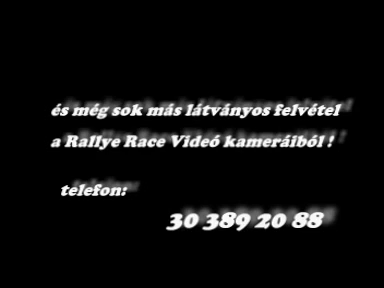 és még sok más látványos felvétel
a Rallye Race Videó kameráiból !
telefon:
30 389 20 88